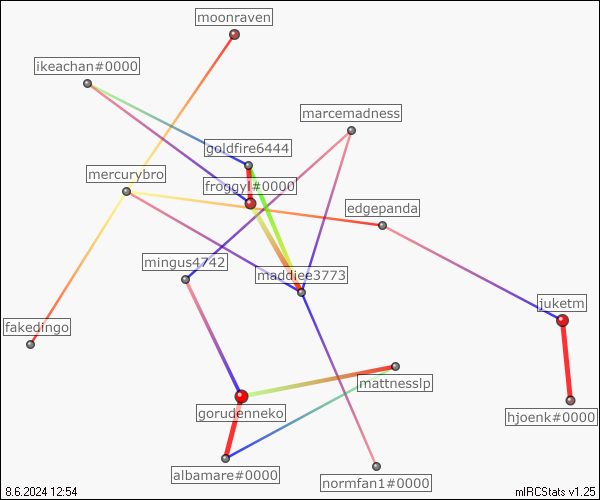 moonraven
ikeachan#0000
marcemadness
goldfire6444
mercurybro
froggyl#0000
edgepanda
mingus4742
maddiee3773
juketm
fakedingo
mattnesslp
gorudenneko
hjoenk#0000
albamare#0000
normfan1#0000
8.6.2024 12:54
mIRCStats v1.25